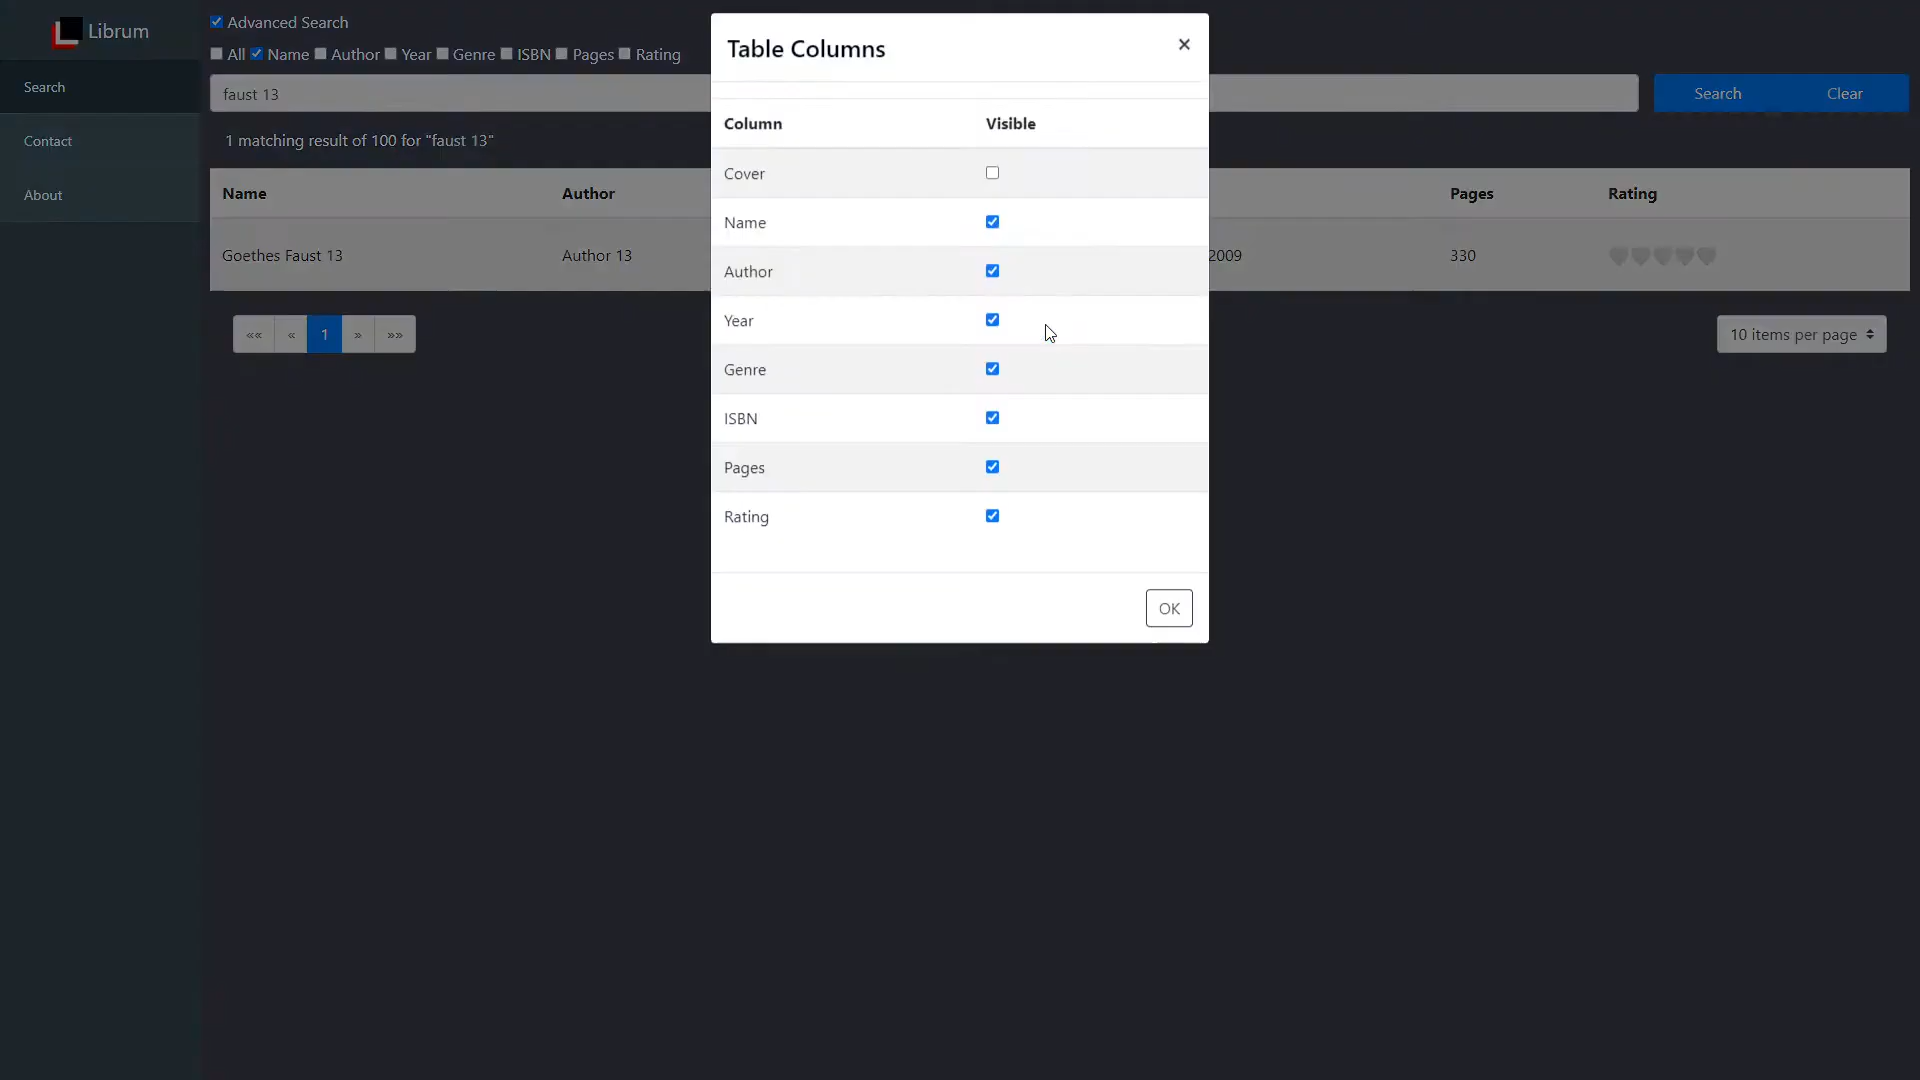 Librum
Search
Contact
About
Advanced Search
All Name Author Year Genre ISBN Pages Rating
faust 13
Search
Clear
1 matching result of 100 for "faust 13"
Name Author Pages Rating
Goethes Faust 13 Author 13 2009 330
«« « 1 » »»
10 items per page
Table Columns
×
Column Visible
Cover
Name
Author
Year
Genre
ISBN
Pages
Rating
OK